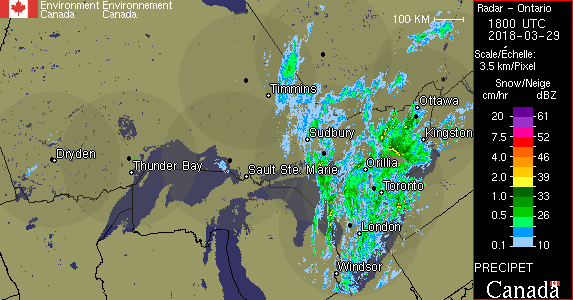 Environment Environnement
Canada Canada
100 KM
Timmins
Ottawa
Sudbury
Kingston
Dryden
Thunder Bay
Sault Ste. Marie
Orillia
Toronto
London
Windsor
Radar - Ontario
1800 UTC
2018-03-29
Scale/Échelle:
3.5 km/Pixel
Snow/Neige
cm/hr dBZ
20 61
7.5 52
4.0 46
2.0 39
1.0 33
0.5 26
0.1 10
PRECIPET
Canada